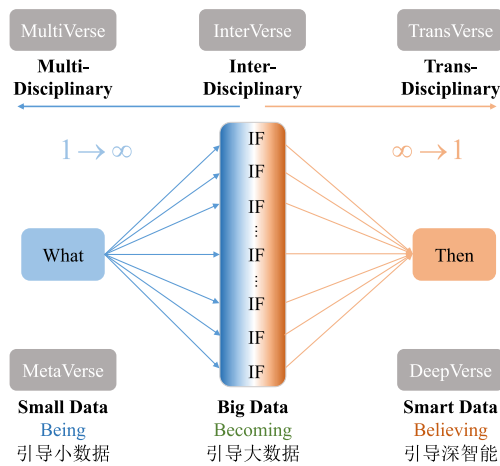 MultiVerse
InterVerse
TransVerse
Multi-
Disciplinary
Inter-
Disciplinary
Trans-
Disciplinary
1 → ∞
∞ → 1
IF
IF
IF
...
What
IF
Then
...
IF
IF
IF
MetaVerse
DeepVerse
Small Data
Big Data
Smart Data
Being
Becoming
Believing
引导小数据
引导大数据
引导深智能